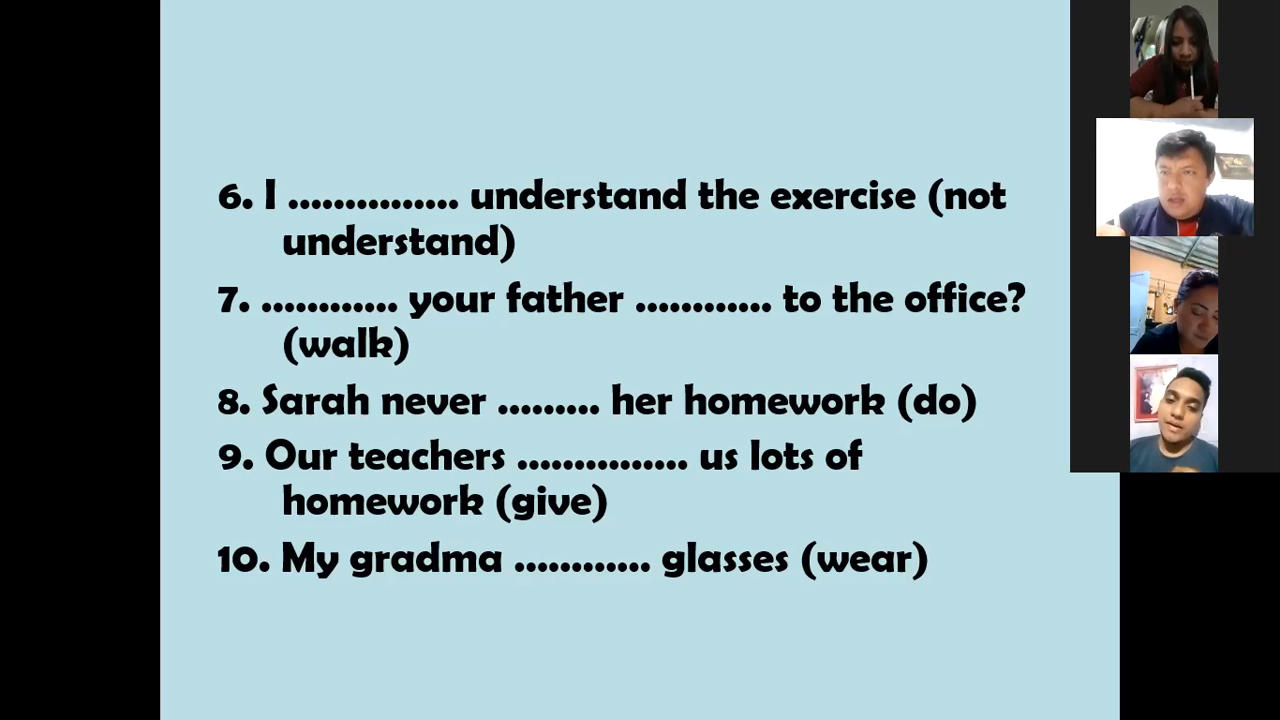 6. I ............... understand the exercise (not
understand)
7. ............ your father ............ to the office?
(walk)
8. Sarah never ......... her homework (do)
9. Our teachers ............... us lots of
homework (give)
10. My gradma ............ glasses (wear)